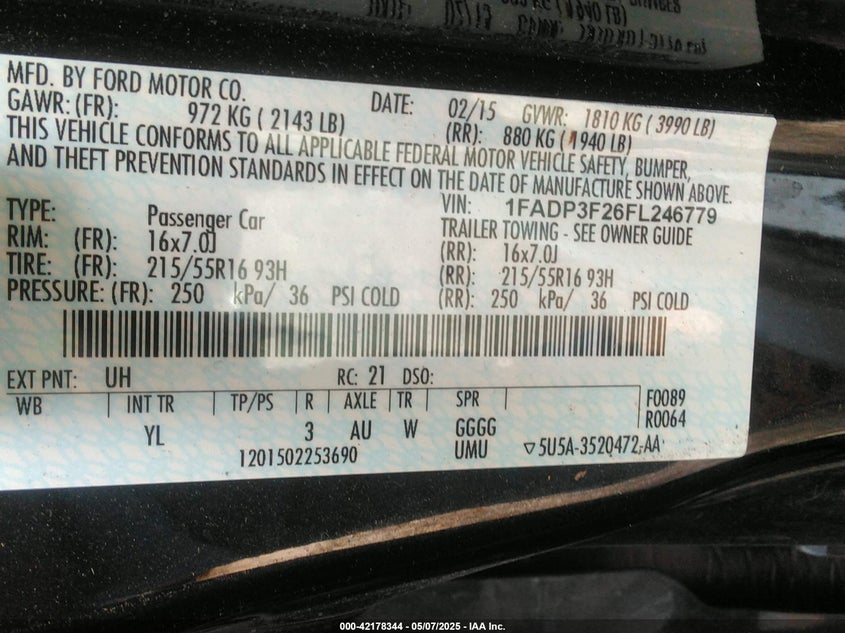 MFD. BY FORD MOTOR CO.
DATE: 02/15 GVWR: 1810 KG ( 3990 LB)
GAWR: (FR): 972 KG ( 2143 LB) (RR): 880 KG ( 1940 LB)
THIS VEHICLE CONFORMS TO ALL APPLICABLE FEDERAL MOTOR VEHICLE SAFETY, BUMPER,
AND THEFT PREVENTION STANDARDS IN EFFECT ON THE DATE OF MANUFACTURE SHOWN ABOVE.
VIN: 1FADP3F26FL246779
TYPE: Passenger Car TRAILER TOWING - SEE OWNER GUIDE
RIM: (FR): 16x7.0J (RR): 16x7.0J
TIRE: (FR): 215/55R16 93H (RR): 215/55R16 93H
PRESSURE: (FR): 250 kPa/ 36 PSI COLD (RR): 250 kPa/ 36 PSI COLD
EXT PNT: UH RC: 21 DSO:
WB INT TR TP/PS R AXLE TR SPR F0089
R0064
YL 3 AU W GGGG
1201502253690 UMU ▽5U5A-3520472-AA
000-42178344 - 05/07/2025 - IAA Inc.